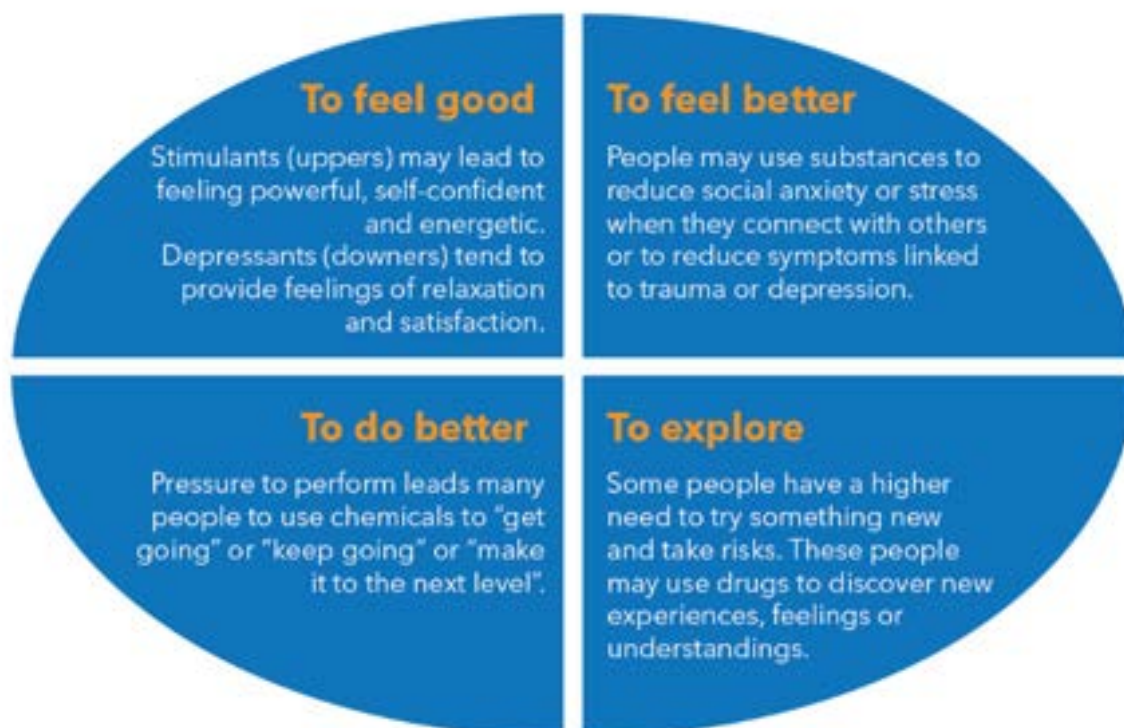 To feel good
Stimulants (uppers) may lead to
feeling powerful, self-confident
and energetic.
Depressants (downers) tend to
provide feelings of relaxation
and satisfaction.
To feel better
People may use substances to
reduce social anxiety or stress
when they connect with others
or to reduce symptoms linked
to trauma or depression.
To do better
Pressure to perform leads many
people to use chemicals to “get
going” or “keep going” or “make
it to the next level”.
To explore
Some people have a higher
need to try something new
and take risks. These people
may use drugs to discover new
experiences, feelings or
understandings.